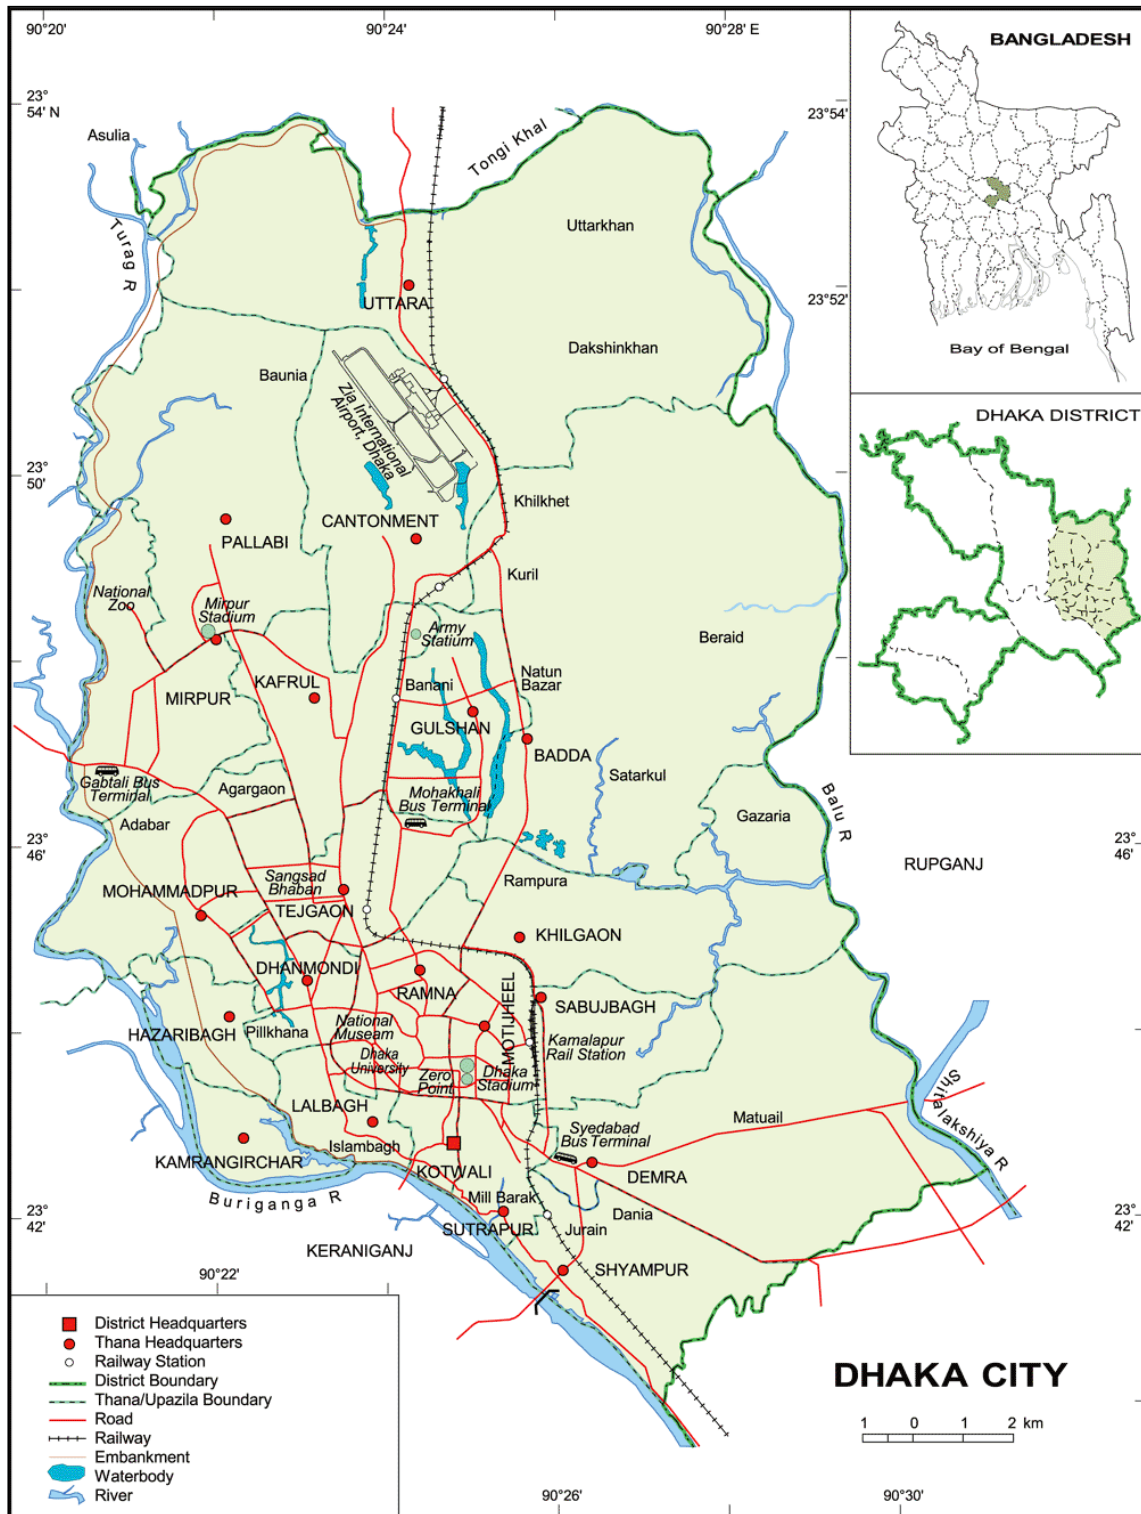 90°20'
90°24'
90°28' E
BANGLADESH
23°
54' N
23°54'
Asulia
Tongi Khal
Turag R
Uttarkhan
UTTARA
23°52'
Dakshinkhan
Bay of Bengal
Baunia
Zia International
Airport, Dhaka
DHAKA DISTRICT
23°
50'
Khilkhet
CANTONMENT
PALLABI
Kuril
National
Zoo
Mirpur
Stadium
Army
Statium
Beraid
Natun
Bazar
KAFRUL
Banani
MIRPUR
GULSHAN
BADDA
Satarkul
Gabtali Bus
Terminal
Agargaon
Mohakhali
Bus Terminal
Gazaria
Balu R
Adabar
23°
46'
23°
46'
RUPGANJ
Sangsad
Bhaban
Rampura
MOHAMMADPUR
TEJGAON
KHILGAON
DHANMONDI
RAMNA
MOTIJHEEL
SABUJBAGH
HAZARIBAGH
Pillkhana
National
Museam
Kamalapur
Rail Station
Dhaka
University
Zero
Point
Dhaka
Stadium
Shitalakshiya R
LALBAGH
Matuail
Islambagh
Syedabad
Bus Terminal
KAMRANGIRCHAR
KOTWALI
DEMRA
Buriganga R
Mill Barak
Dania
23°
42'
23°
42'
SUTRAPUR
Jurain
KERANIGANJ
SHYAMPUR
90°22'
District Headquarters
Thana Headquarters
Railway Station
District Boundary
Thana/Upazila Boundary
Road
Railway
Embankment
Waterbody
River
DHAKA CITY
1 0 1 2 km
90°26'
90°30'